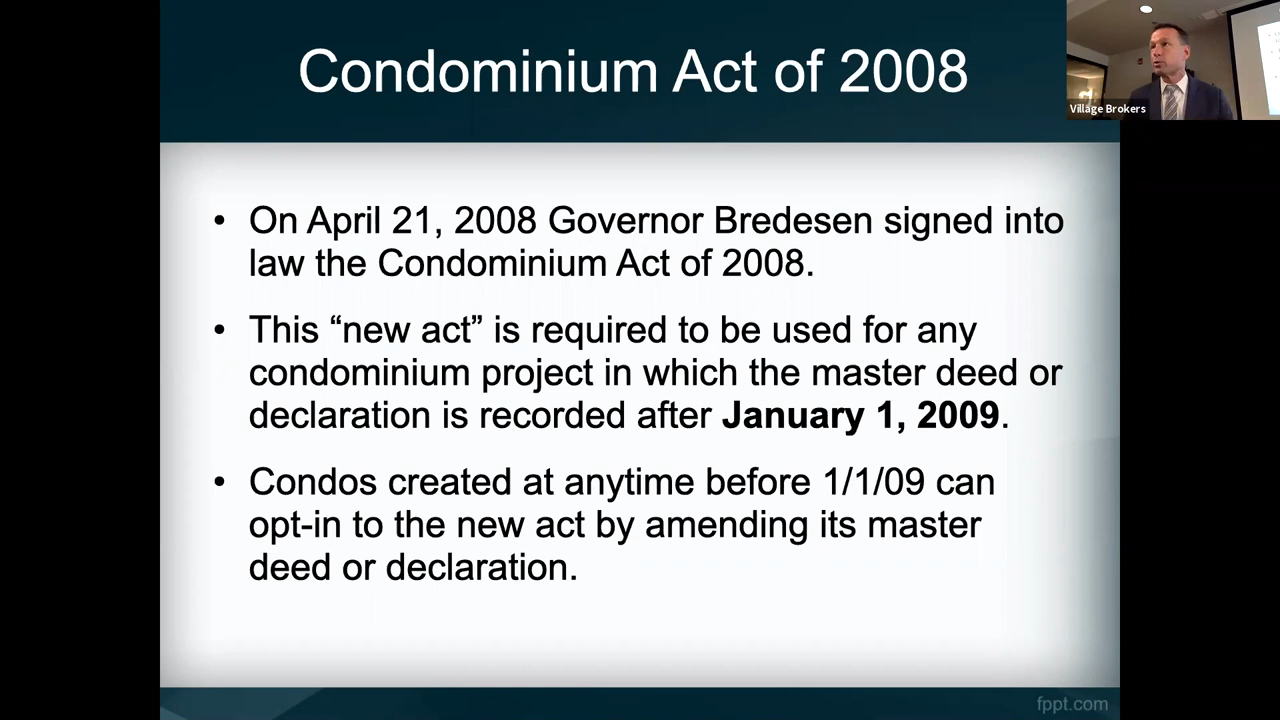 Condominium Act of 2008
Village Brokers
• On April 21, 2008 Governor Bredesen signed into
law the Condominium Act of 2008.
• This “new act” is required to be used for any
condominium project in which the master deed or
declaration is recorded after January 1, 2009.
• Condos created at anytime before 1/1/09 can
opt-in to the new act by amending its master
deed or declaration.
fppt.com